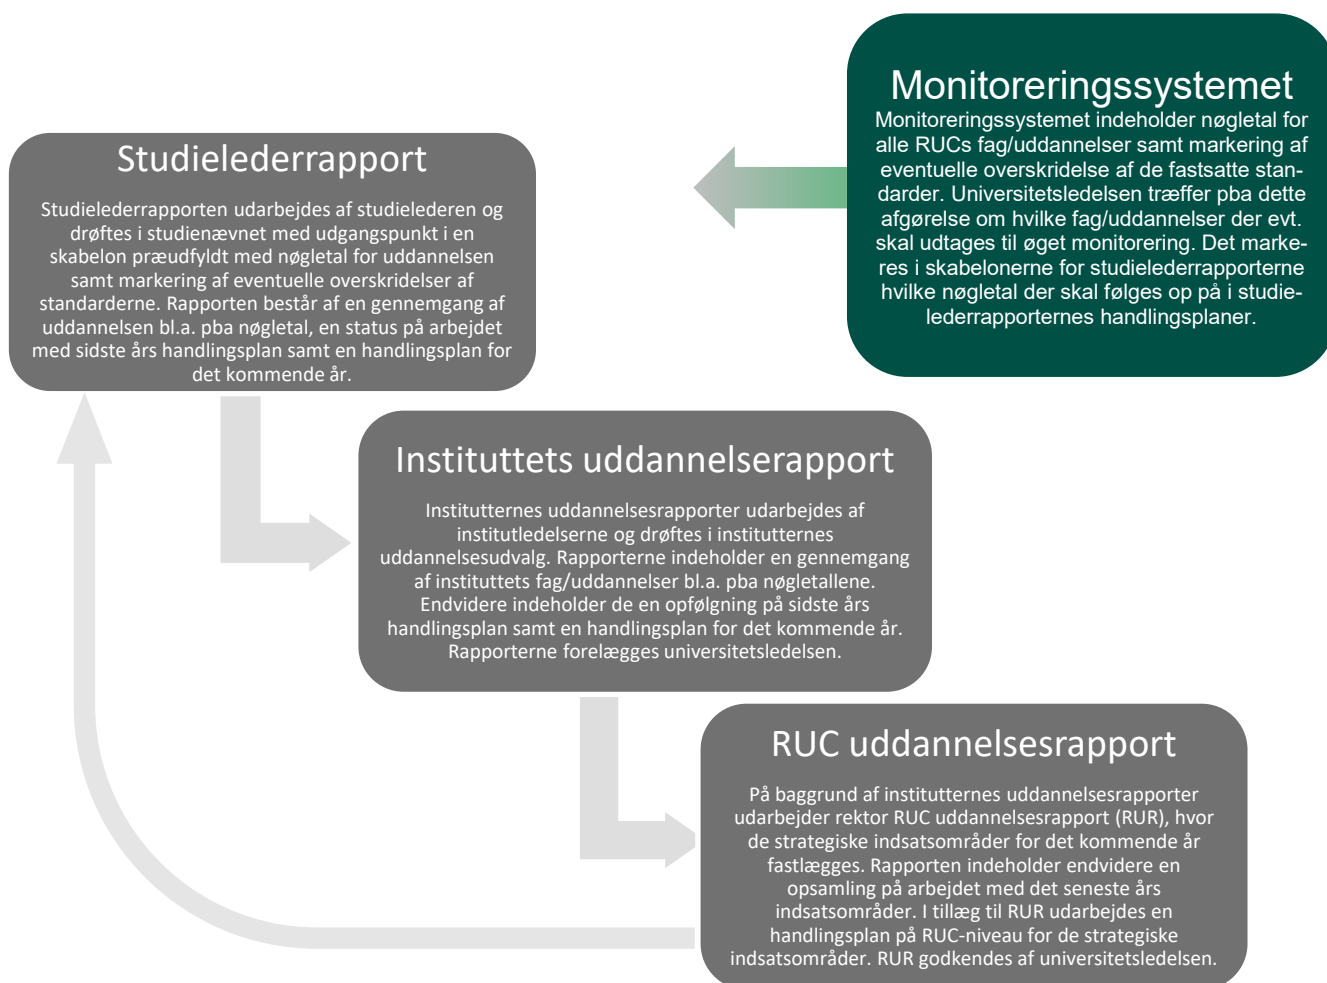 Monitoreringssystemet
Monitoreringssystemet indeholder nøgletal for
alle RUCs fag/uddannelser samt markering af
eventuelle overskridelse af de fastsatte stan-
darder. Universitetsledelsen træffer pba dette
afgørelse om hvilke fag/uddannelser der evt.
skal udtages til øget monitorering. Det marke-
res i skabelonerne for studielederrapporterne
hvilke nøgletal der skal følges op på i studie-
lederrapporternes handlingsplaner.
Studielederrapport
Studielederrapporten udarbejdes af studielederen og
drøftes i studienævnet med udgangspunkt i en
skabelon præudfyldt med nøgletal for uddannelsen
samt markering af eventuelle overskridelser af
standarderne. Rapporten består af en gennemgang af
uddannelsen bl.a. pba nøgletal, en status på arbejdet
med sidste års handlingsplan samt en handlingsplan for
det kommende år.
Instituttets uddannelserapport
Institutternes uddannelsesrapporter udarbejdes af
institutledelserne og drøftes i institutternes
uddannelsesudvalg. Rapporterne indeholder en gennemgang
af instituttets fag/uddannelser bl.a. pba nøgletallene.
Endvidere indeholder de en opfølgning på sidste års
handlingsplan samt en handlingsplan for det kommende år.
Rapporterne forelægges universitetsledelsen.
RUC uddannelsesrapport
På baggrund af institutternes uddannelsesrapporter
udarbejder rektor RUC uddannelsesrapport (RUR), hvor
de strategiske indsatsområder for det kommende år
fastlægges. Rapporten indeholder endvidere en
opsamling på arbejdet med det seneste års
indsatsområder. I tillæg til RUR udarbejdes en
handlingsplan på RUC-niveau for de strategiske
indsatsområder. RUR godkendes af universitetsledelsen.